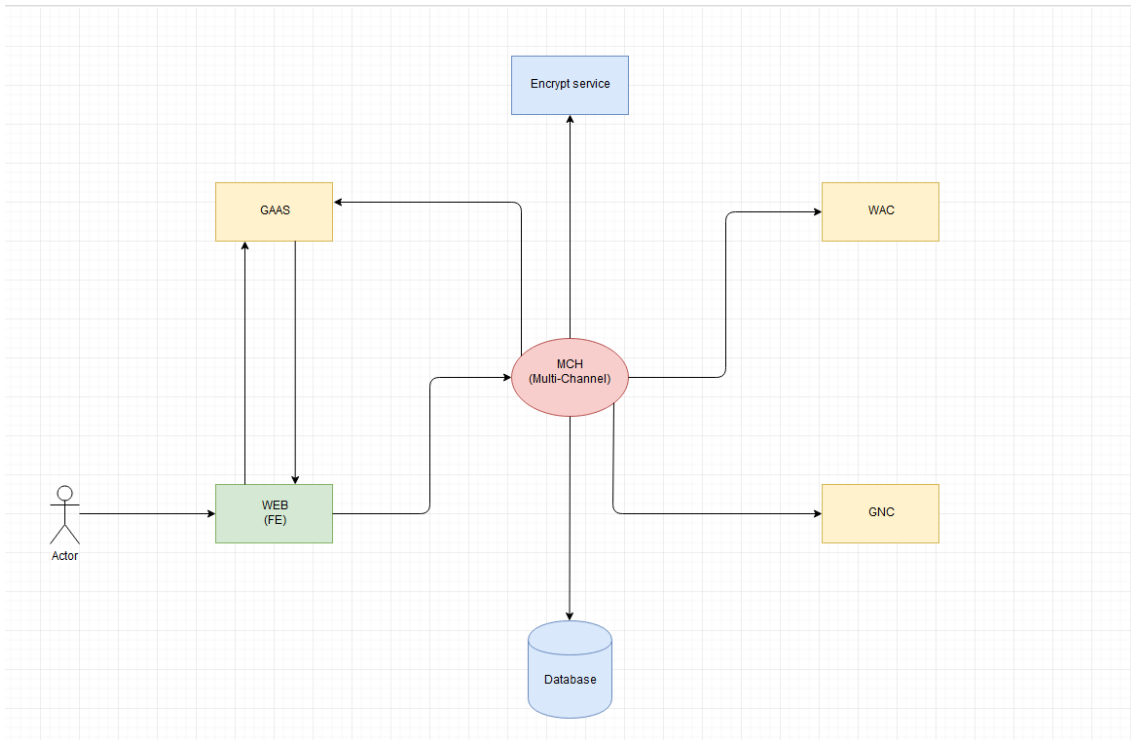 Encrypt service
GAAS
WAC
MCH
(Multi-Channel)
WEB
(FE)
GNC
Actor
Database